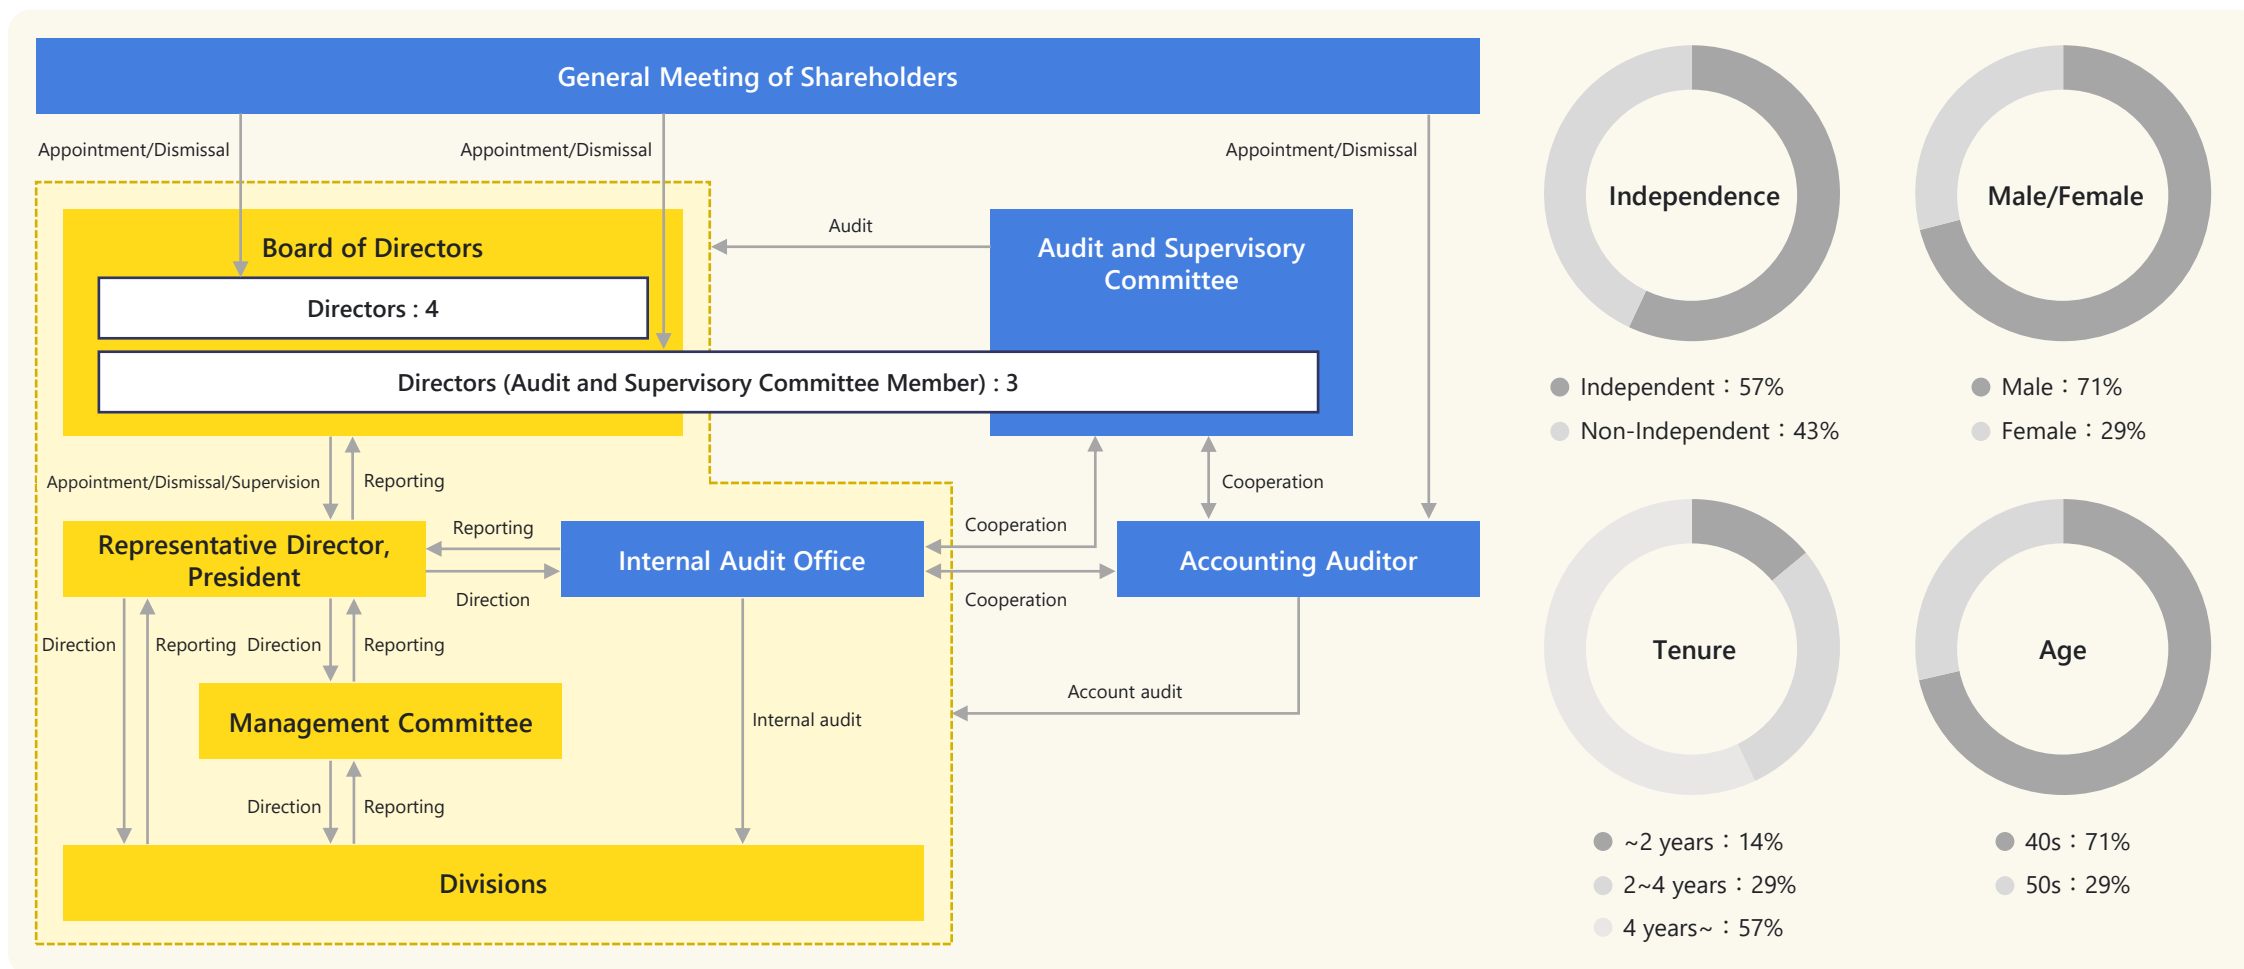 General Meeting of Shareholders
Appointment/Dismissal
Appointment/Dismissal
Appointment/Dismissal
Board of Directors
Directors : 4
Directors (Audit and Supervisory Committee Member) : 3
Audit
Audit and Supervisory
Committee
Appointment/Dismissal/Supervision
Reporting
Cooperation
Cooperation
Representative Director,
President
Reporting
Direction
Internal Audit Office
Cooperation
Accounting Auditor
Direction
Reporting
Direction
Reporting
Management Committee
Internal audit
Account audit
Direction
Reporting
Divisions
Independence
Independent：57%
Non-Independent：43%
Male/Female
Male：71%
Female：29%
Tenure
~2 years：14%
2~4 years：29%
4 years~：57%
Age
40s：71%
50s：29%